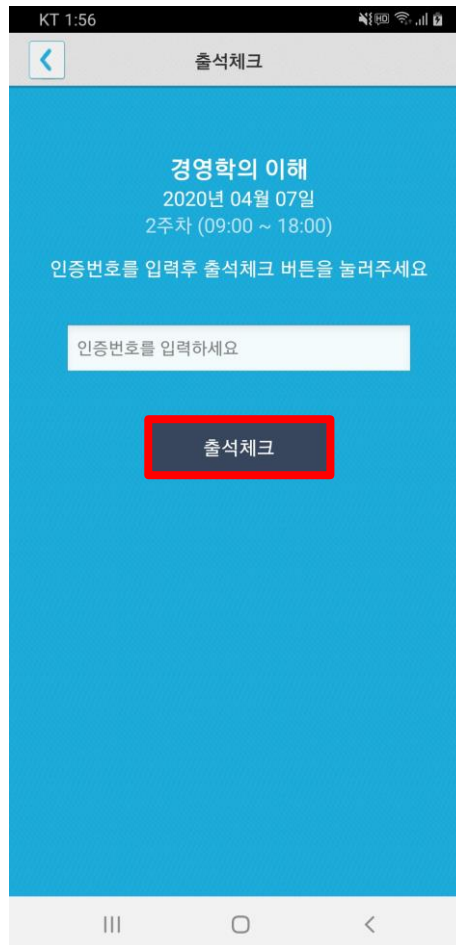 KT 1:56
출석체크
경영학의 이해
2020년 04월 07일
2주차 (09:00 ~ 18:00)
인증번호를 입력후 출석체크 버튼을 눌러주세요
인증번호를 입력하세요
출석체크